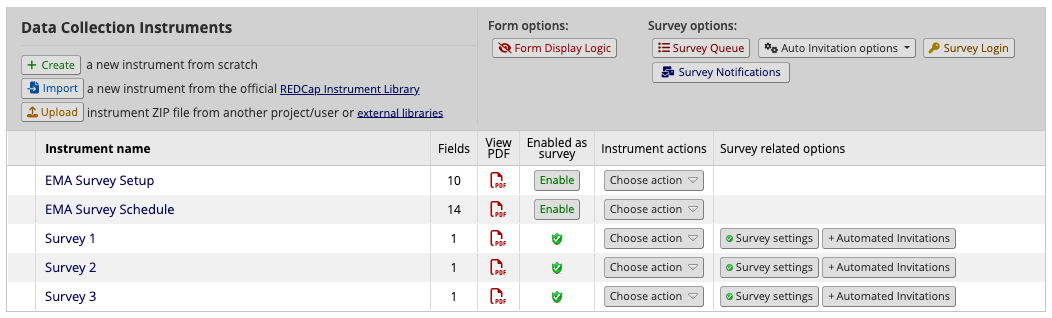 Data Collection Instruments
+ Create a new instrument from scratch
Import a new instrument from the official REDCap Instrument Library
Upload instrument ZIP file from another project/user or external libraries
Form options:
Form Display Logic
Survey options:
Survey Queue Auto Invitation options Survey Login
Survey Notifications
Instrument name Fields View PDF Enabled as survey Instrument actions Survey related options
EMA Survey Setup 10 PDF Enable Choose action
EMA Survey Schedule 14 PDF Enable Choose action
Survey 1 1 PDF Choose action Survey settings + Automated Invitations
Survey 2 1 PDF Choose action Survey settings + Automated Invitations
Survey 3 1 PDF Choose action Survey settings + Automated Invitations